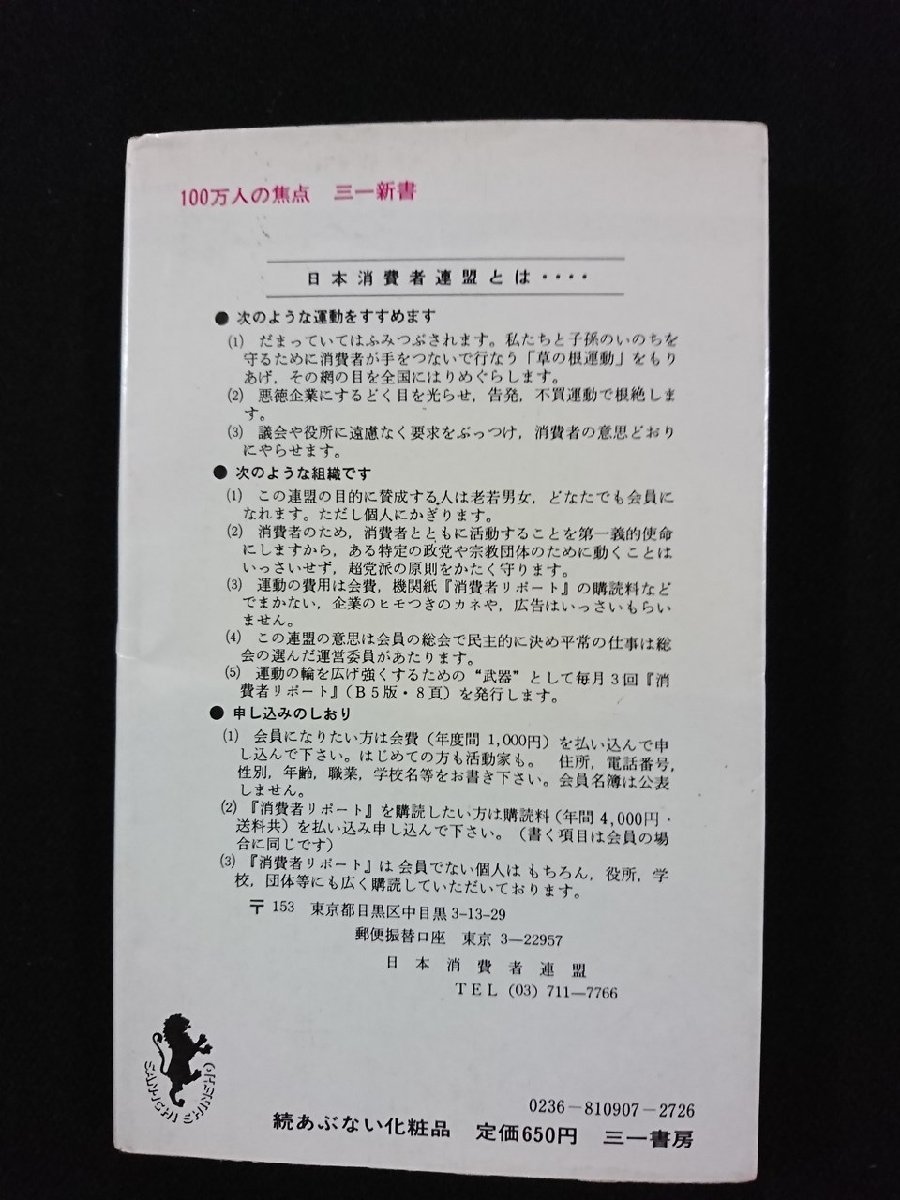 100万人の焦点　三一新書
日本消費者連盟とは‥‥
● 次のような運動をすすめます
(1)　だまっていてはふみつぶされます。私たちと子孫のいのちを
守るために消費者が手をつないで行なう「草の根運動」をもり
あげ，その網の目を全国にはりめぐらします。
(2)　悪徳企業にするどく目を光らせ，告発，不買運動で根絶しま
す。
(3)　議会や役所に遠慮なく要求をぶっつけ，消費者の意思どおり
にやらせます。
● 次のような組織です
(1)　この連盟の目的に賛成する人は老若男女，どなたでも会員に
なれます。ただし個人にかぎります。
(2)　消費者のため，消費者とともに活動することを第一義的使命
にしますから，ある特定の政党や宗教団体のために動くことは
いっさいせず，超党派の原則をかたく守ります。
(3)　運動の費用は会費，機関紙『消費者リポート』の購読料など
でまかない，企業のヒモつきのカネや，広告はいっさいもらい
ません。
(4)　この連盟の意思は会員の総会で民主的に決め平常の仕事は総
会の選んだ運営委員があたります。
(5)　運動の輪を広げ強くするための“武器”として毎月３回『消
費者リポート』（Ｂ５版・８頁）を発行します。
● 申し込みのしおり
(1)　会員になりたい方は会費（年度間 1,000円）を払い込んで申
し込んで下さい。はじめての方も活動家も。　住所，電話番号，
性別，年齢，職業，学校名等をお書き下さい。会員名簿は公表
しません。
(2)　『消費者リポート』を購読したい方は購読料（年間 4,000円・
送料共）を払い込み申し込んで下さい。（書く項目は会員の場
合に同じです）
(3)　『消費者リポート』は 会員でない個人は もちろん，役所，学
校，団体等にも広く購読していただいております。
〒 153　東京都目黒区中目黒 3-13-29
郵便振替口座　東京 3—22957
日本消費者連盟
ＴＥＬ (03) 711—7766
SAN-ICHI SHINSHO
0236－810907－2726
続あぶない化粧品　定価650円　三一書房